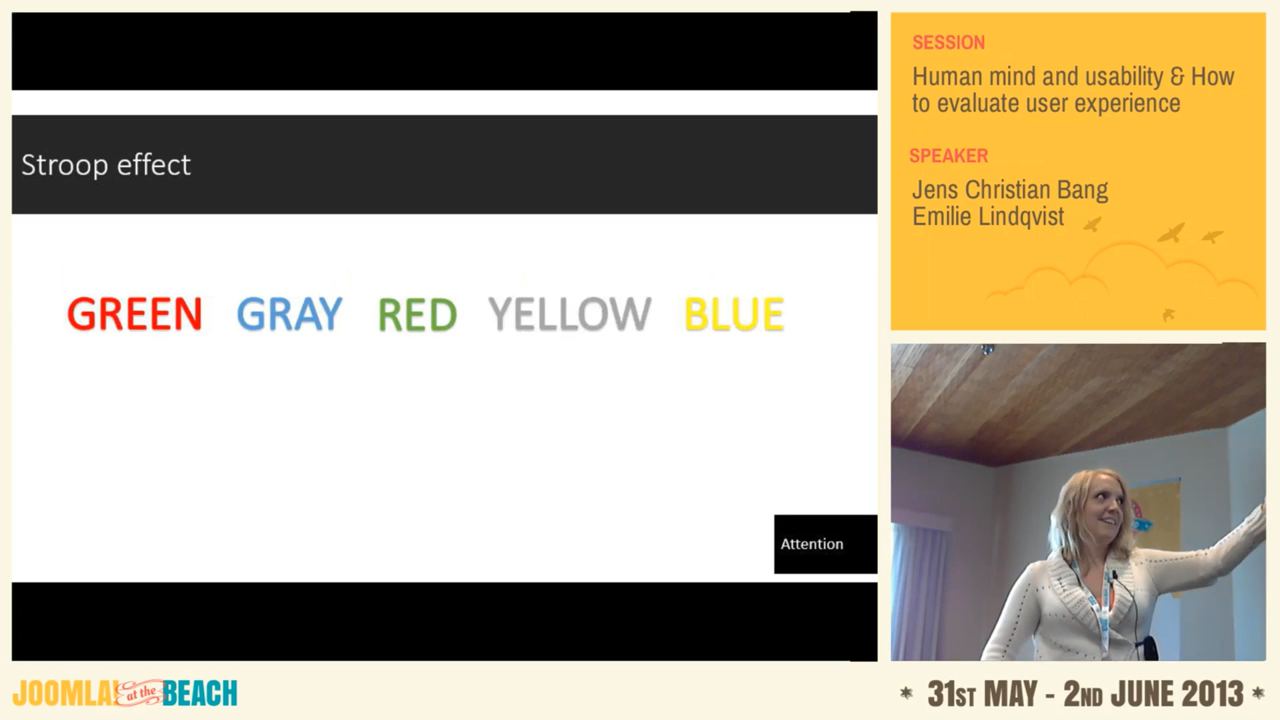 Stroop effect
GREEN GRAY RED YELLOW BLUE
Attention
SESSION
Human mind and usability & How
to evaluate user experience
SPEAKER
Jens Christian Bang
Emilie Lindqvist
JOOMLA! at the BEACH
* 31ST MAY - 2ND JUNE 2013 *